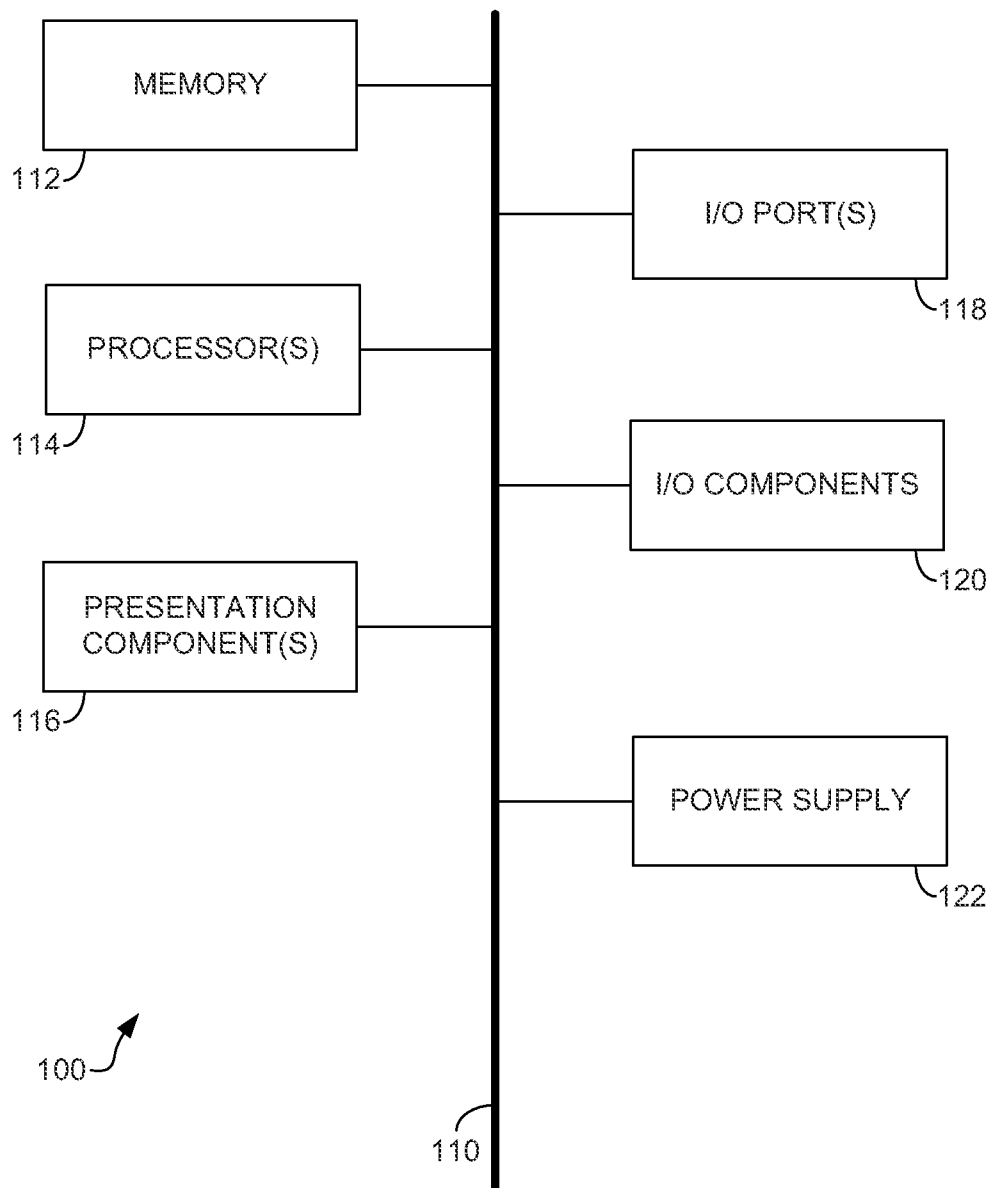 MEMORY
112
I/O PORT(S)
118
PROCESSOR(S)
114
I/O COMPONENTS
120
PRESENTATION
COMPONENT(S)
116
POWER SUPPLY
122
100
110